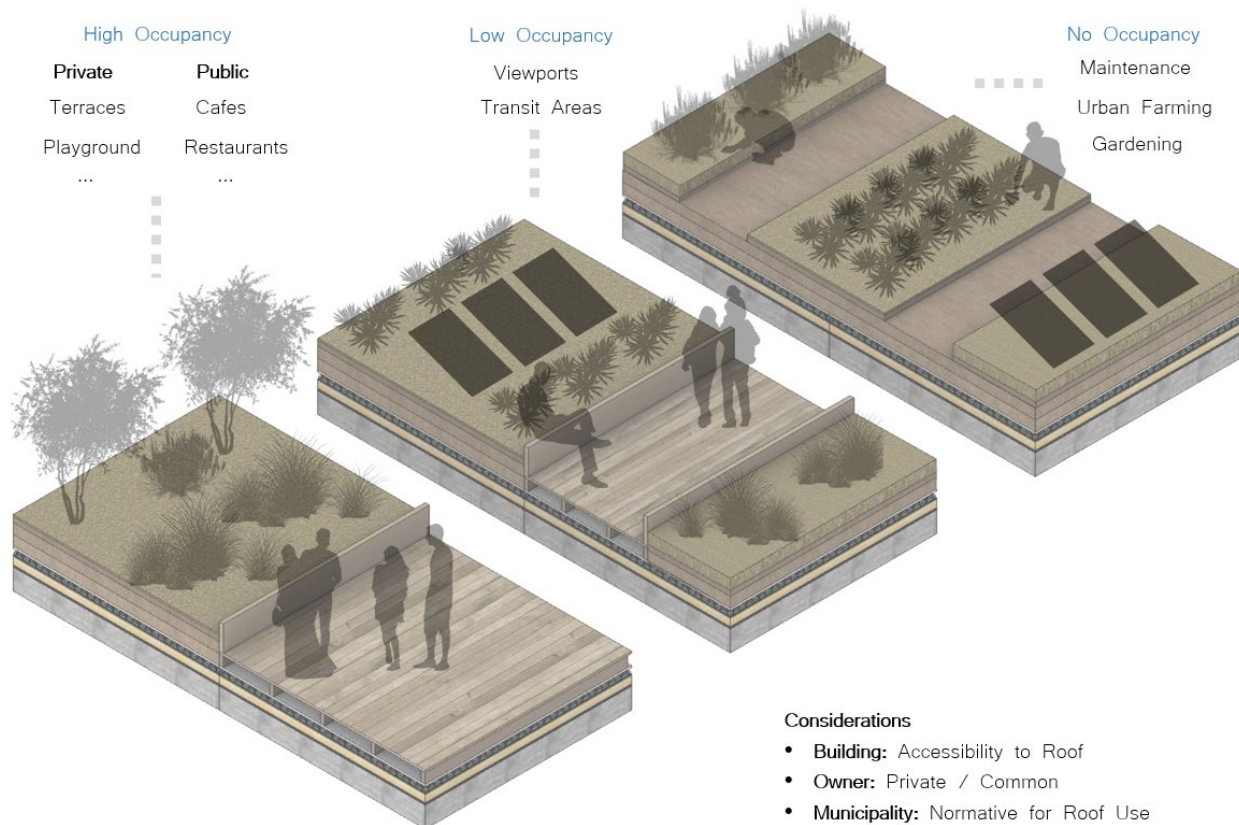 High Occupancy
Private Public
Terraces Cafes
Playground Restaurants
... ...
Low Occupancy
Viewports
Transit Areas
No Occupancy
Maintenance
Urban Farming
Gardening
Considerations
• Building: Accessibility to Roof
• Owner: Private / Common
• Municipality: Normative for Roof Use